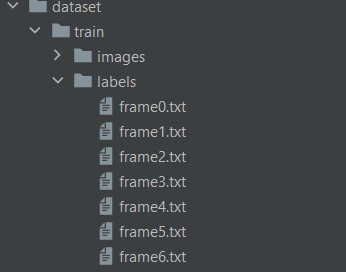 dataset
train
images
labels
frame0.txt
frame1.txt
frame2.txt
frame3.txt
frame4.txt
frame5.txt
frame6.txt